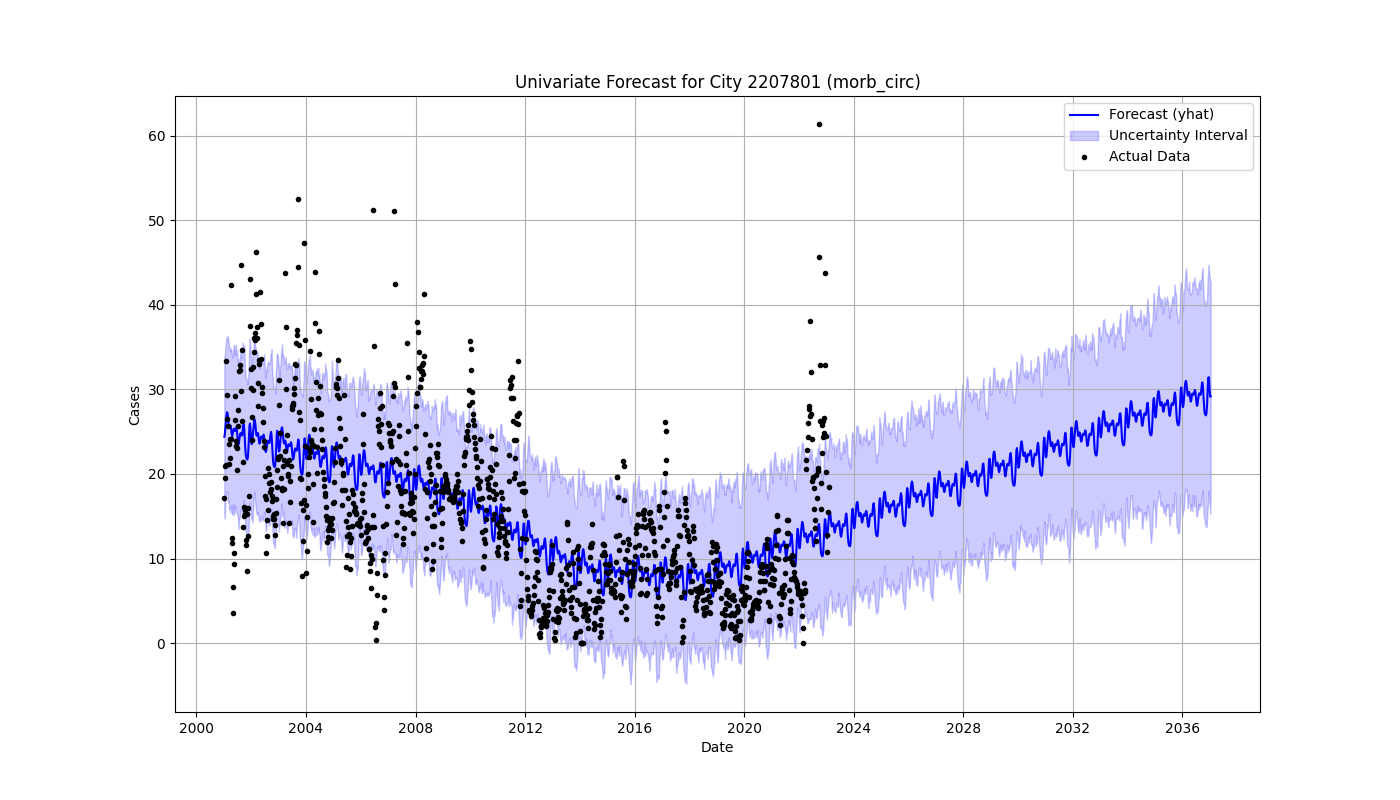 Univariate Forecast for City 2207801 (morb_circ)
Forecast (yhat)
Uncertainty Interval
Actual Data
Cases
60
50
40
30
20
10
0
2000 2004 2008 2012 2016 2020 2024 2028 2032 2036
Date